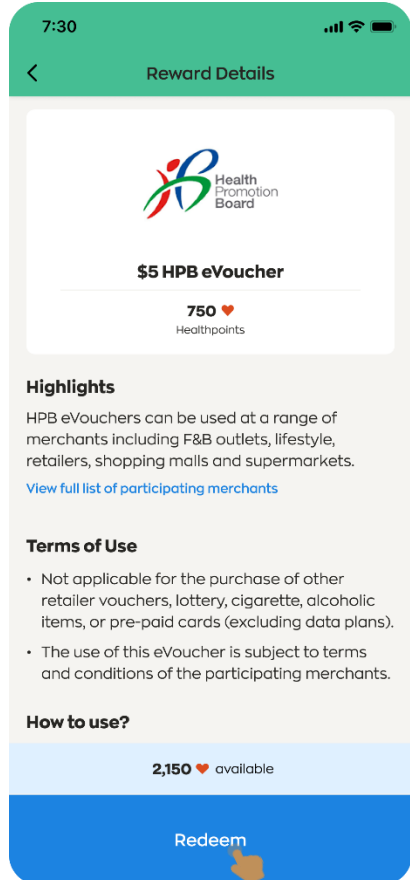 7:30
Reward Details
Health
Promotion
Board
$5 HPB eVoucher
750
Healthpoints
Highlights
HPB eVouchers can be used at a range of
merchants including F&B outlets, lifestyle,
retailers, shopping malls and supermarkets.
View full list of participating merchants
Terms of Use
• Not applicable for the purchase of other
retailer vouchers, lottery, cigarette, alcoholic
items, or pre-paid cards (excluding data plans).
• The use of this eVoucher is subject to terms
and conditions of the participating merchants.
How to use?
2,150 available
Redeem